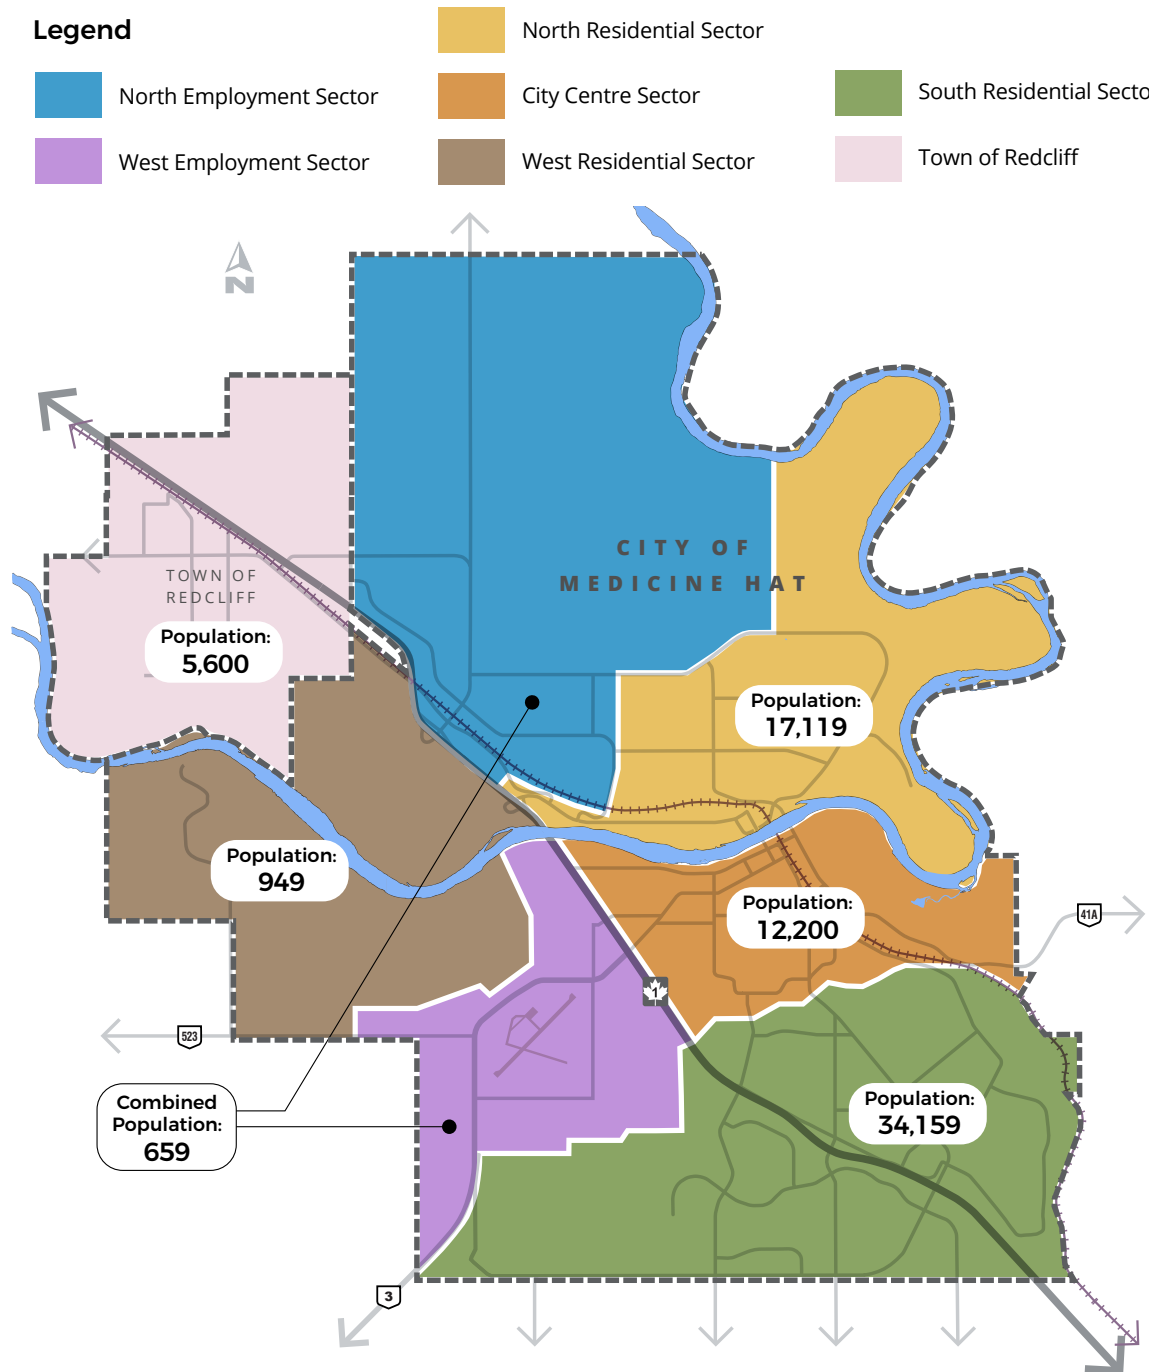 Legend
North Residential Sector
North Employment Sector
City Centre Sector
South Residential Secto
West Employment Sector
West Residential Sector
Town of Redcliff
N
CITY OF
MEDICINE HAT
TOWN OF
REDCLIFF
Population:
5,600
Population:
17,119
Population:
949
Population:
12,200
41A
1
523
Combined
Population:
659
Population:
34,159
3